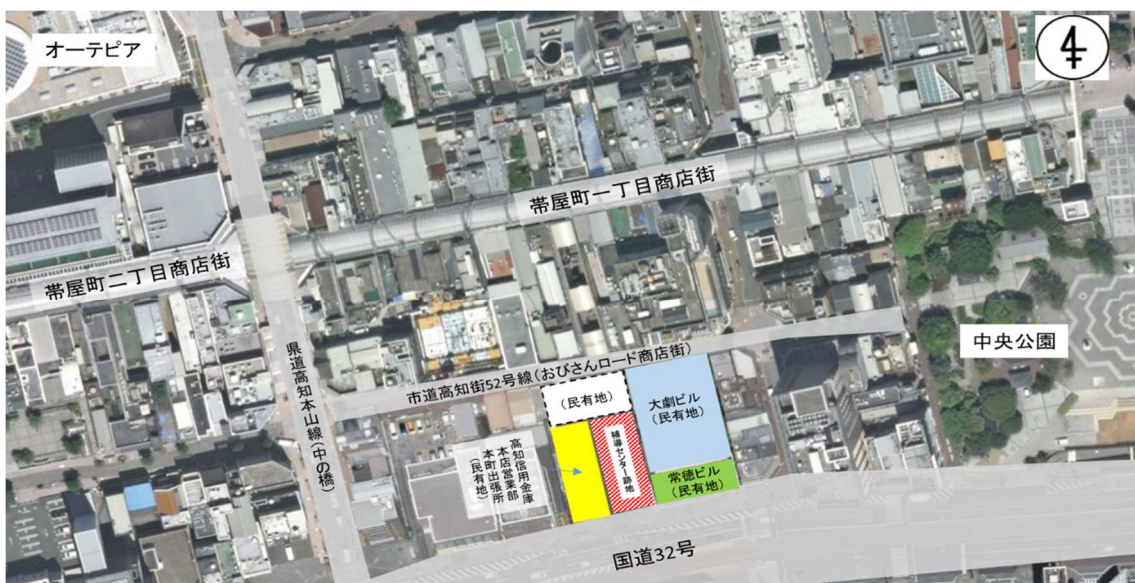 オーテピア
4
帯屋町一丁目商店街
帯屋町二丁目商店街
県道高知本山線(中の橋)
市道高知街52号線(おびさんロード商店街)
中央公園
(民有地)
大劇ビル
(民有地)
高知信用金庫
本店営業部
本町出張所
(民有地)
補導センター跡地
常徳ビル
(民有地)
国道32号